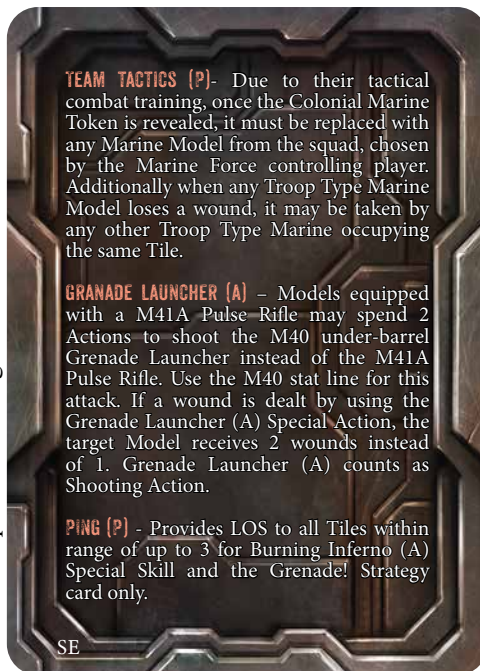 TEAM TACTICS (P)- Due to their tactical
combat training, once the Colonial Marine
Token is revealed, it must be replaced with
any Marine Model from the squad, chosen
by the Marine Force controlling player.
Additionally when any Troop Type Marine
Model loses a wound, it may be taken by
any other Troop Type Marine occupying
the same Tile.
GRANADE LAUNCHER (A) – Models equipped
with a M41A Pulse Rifle may spend 2
Actions to shoot the M40 under-barrel
Grenade Launcher instead of the M41A
Pulse Rifle. Use the M40 stat line for this
attack. If a wound is dealt by using the
Grenade Launcher (A) Special Action, the
target Model receives 2 wounds instead
of 1. Grenade Launcher (A) counts as
Shooting Action.
PING (P) - Provides LOS to all Tiles within
range of up to 3 for Burning Inferno (A)
Special Skill and the Grenade! Strategy
card only.
SE